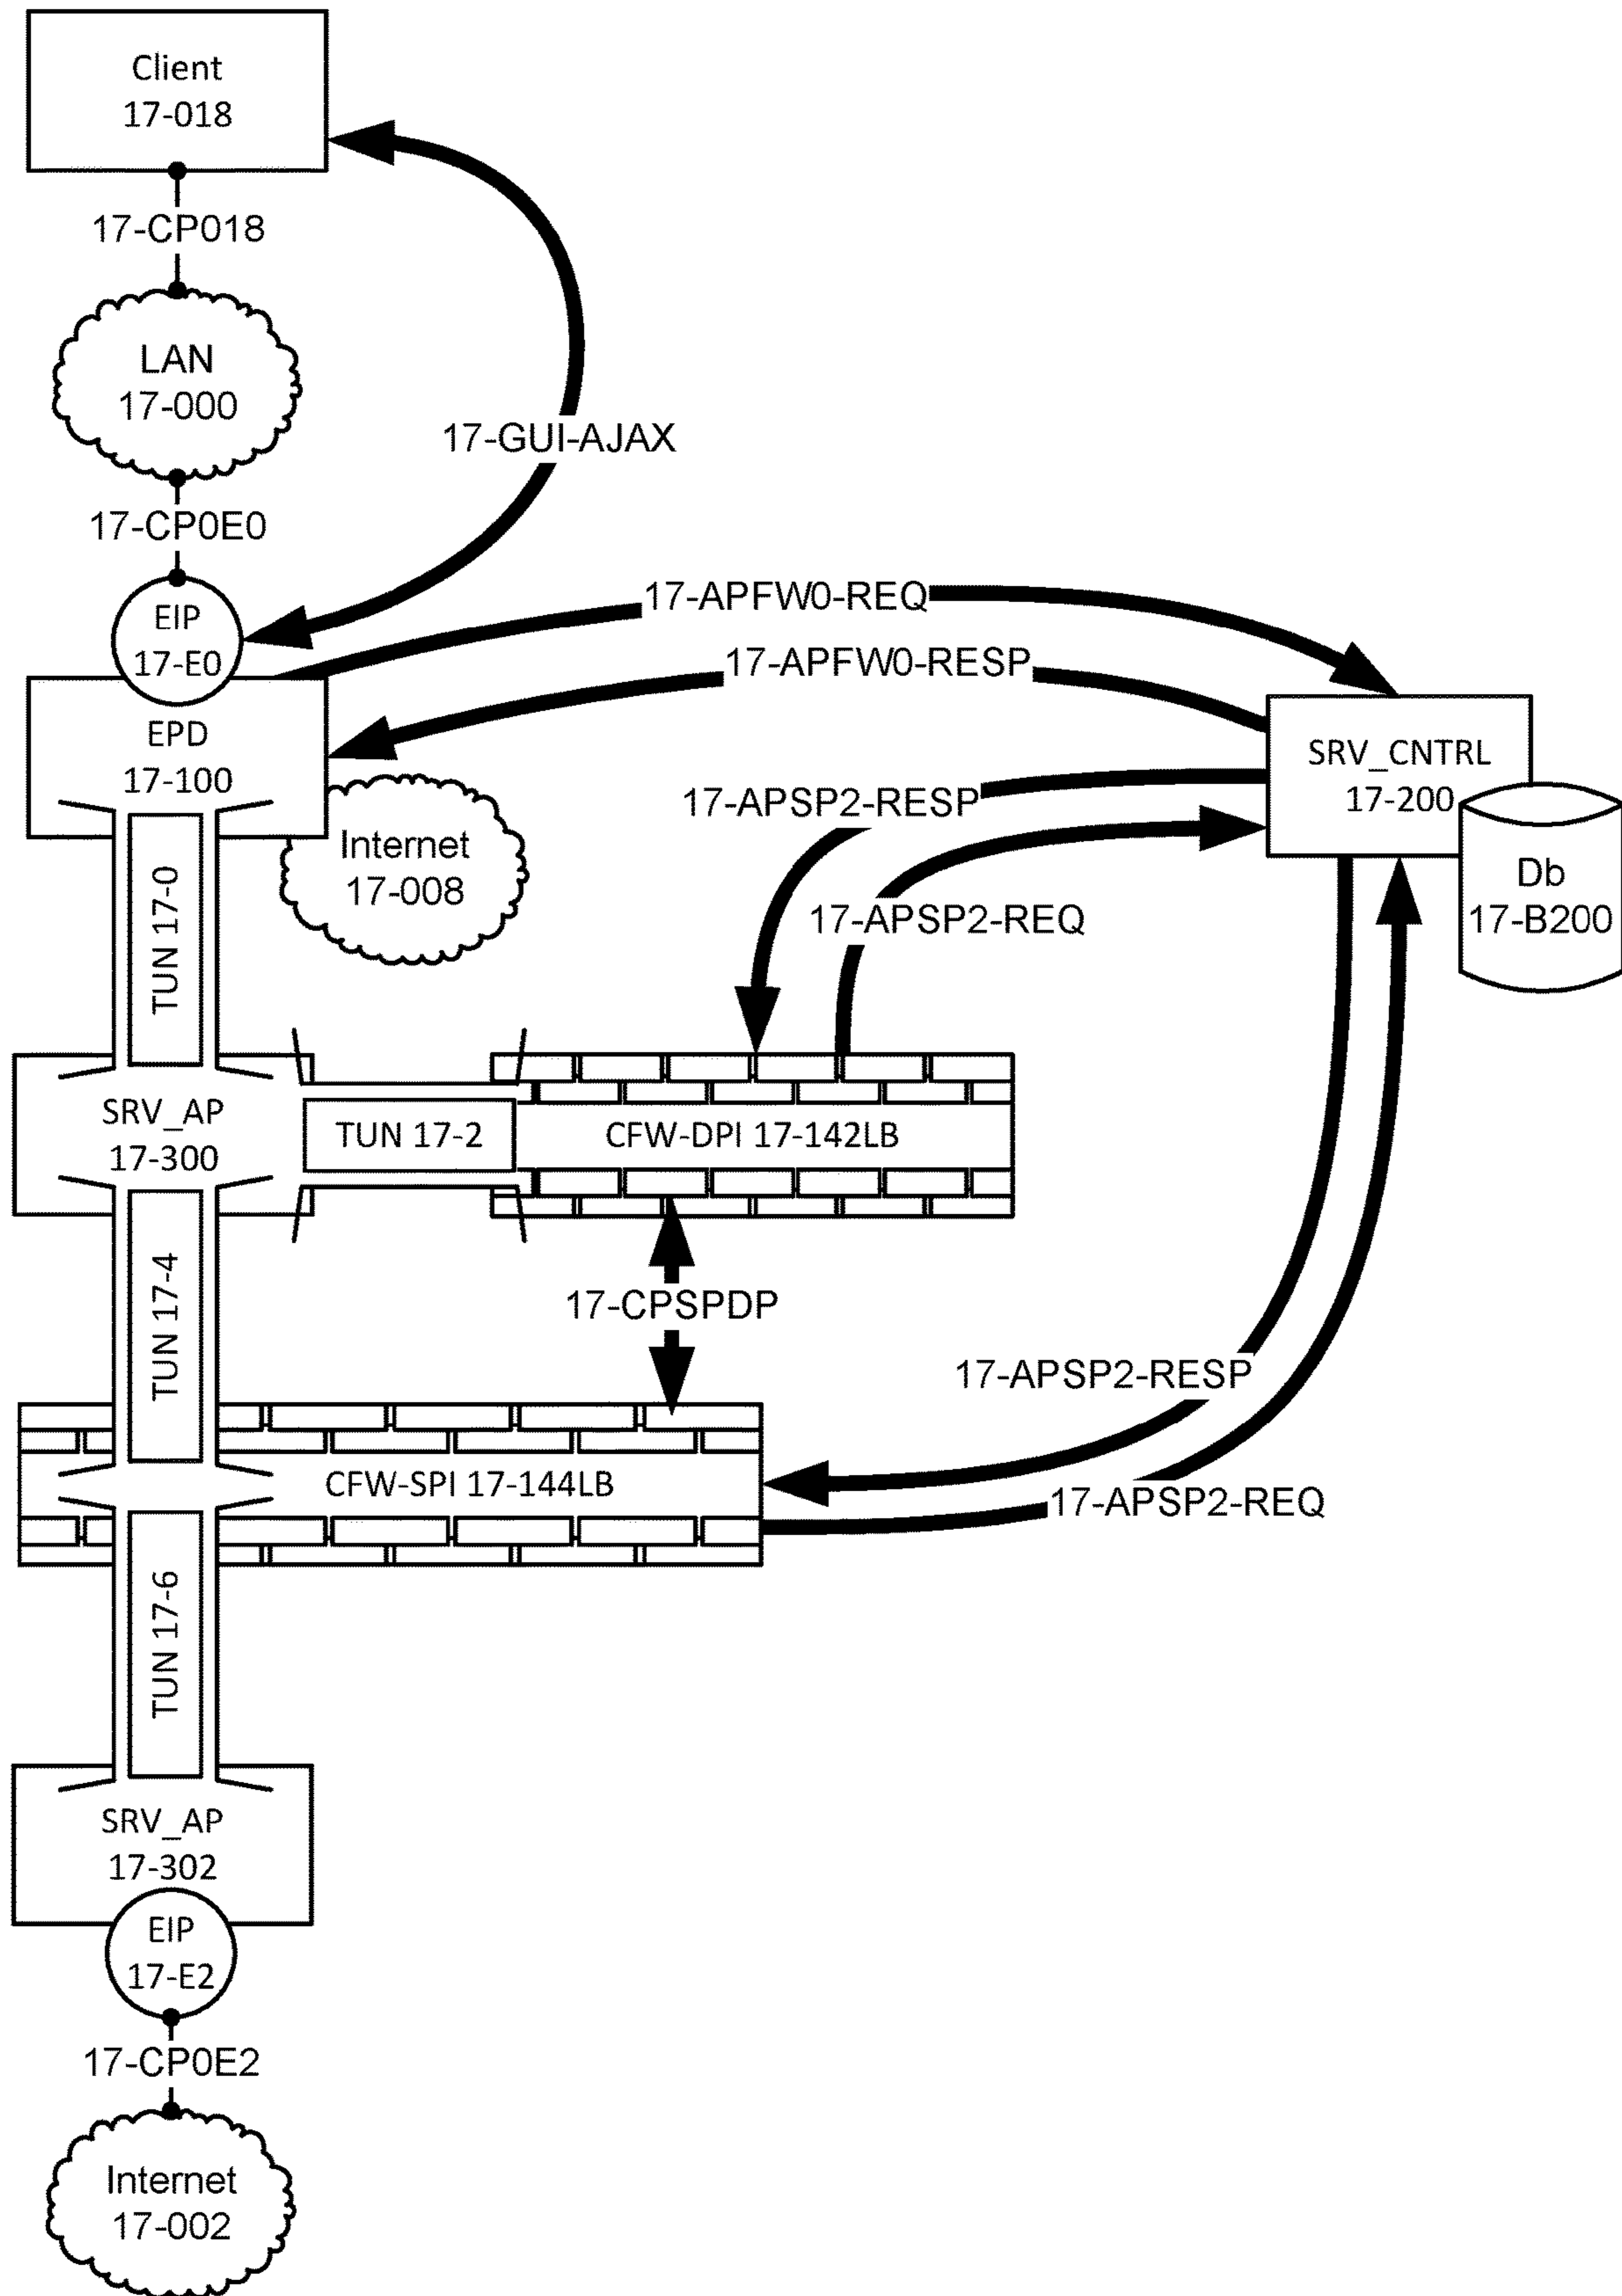 Client
17-018
17-CP018
LAN
17-000
17-GUI-AJAX
17-CP0E0
EIP
17-E0
17-APFW0-REQ
17-APFW0-RESP
EPD
17-100
SRV_CNTRL
17-200
17-APSP2-RESP
Internet
17-008
Db
17-B200
17-APSP2-REQ
TUN 17-0
SRV_AP
17-300
TUN 17-2
CFW-DPI 17-142LB
TUN 17-4
17-CPSPDP
17-APSP2-RESP
CFW-SPI 17-144LB
17-APSP2-REQ
TUN 17-6
SRV_AP
17-302
EIP
17-E2
17-CP0E2
Internet
17-002